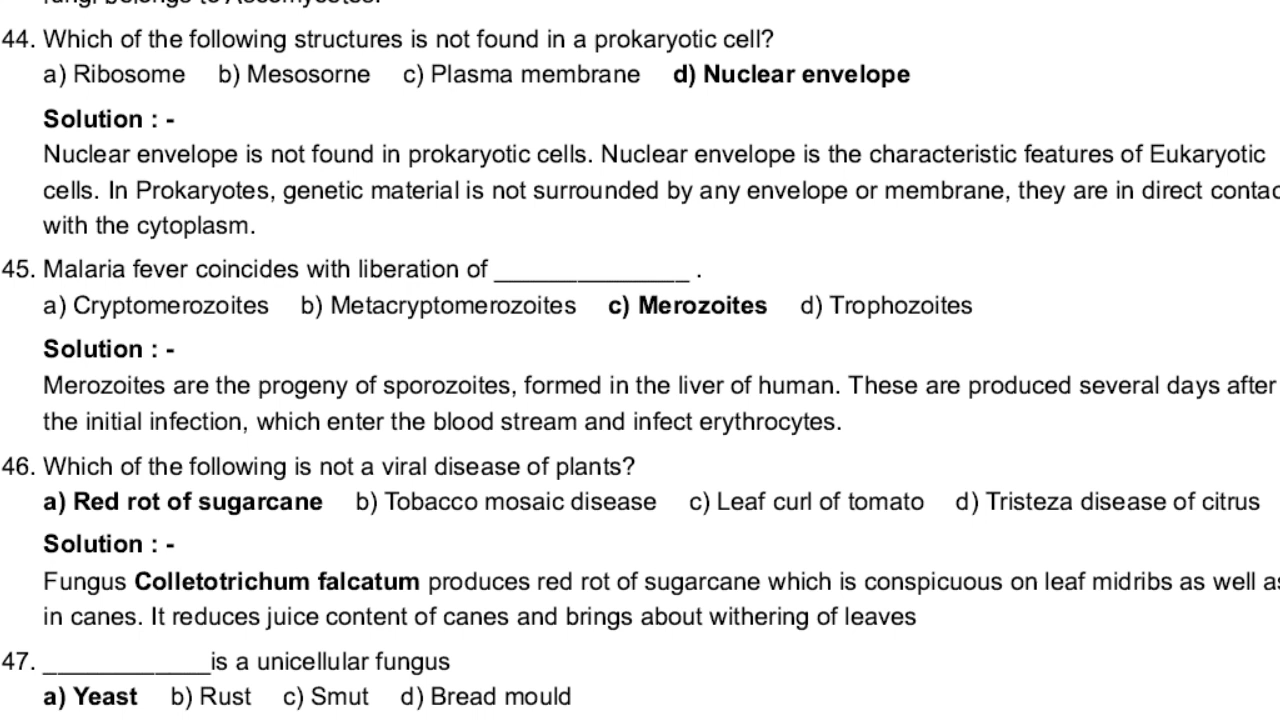 fungi belongs to Ascomycetes.
44. Which of the following structures is not found in a prokaryotic cell?
a) Ribosome b) Mesosorne c) Plasma membrane d) Nuclear envelope
Solution : -
Nuclear envelope is not found in prokaryotic cells. Nuclear envelope is the characteristic features of Eukaryotic
cells. In Prokaryotes, genetic material is not surrounded by any envelope or membrane, they are in direct contac
with the cytoplasm.
45. Malaria fever coincides with liberation of ______________ .
a) Cryptomerozoites b) Metacryptomerozoites c) Merozoites d) Trophozoites
Solution : -
Merozoites are the progeny of sporozoites, formed in the liver of human. These are produced several days after
the initial infection, which enter the blood stream and infect erythrocytes.
46. Which of the following is not a viral disease of plants?
a) Red rot of sugarcane b) Tobacco mosaic disease c) Leaf curl of tomato d) Tristeza disease of citrus
Solution : -
Fungus Colletotrichum falcatum produces red rot of sugarcane which is conspicuous on leaf midribs as well as
in canes. It reduces juice content of canes and brings about withering of leaves
47. ____________is a unicellular fungus
a) Yeast b) Rust c) Smut d) Bread mould